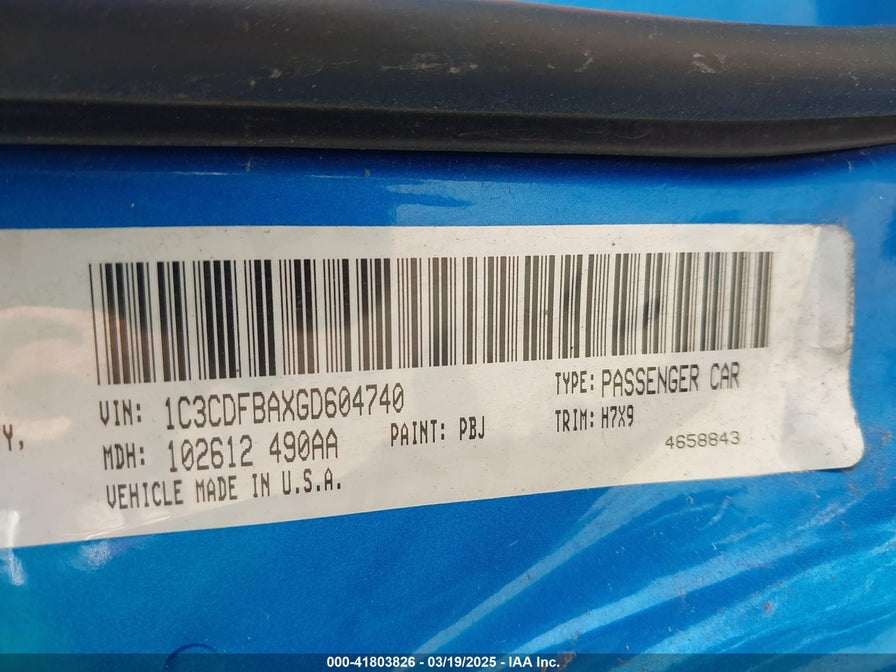 VIN: 1C3CDFBAXGD604740
TYPE: PASSENGER CAR
Y,
MDH: 102612 490AA
PAINT: PBJ
TRIM: H7X9
VEHICLE MADE IN U.S.A.
4658843
000-41803826 - 03/19/2025 - IAA Inc.